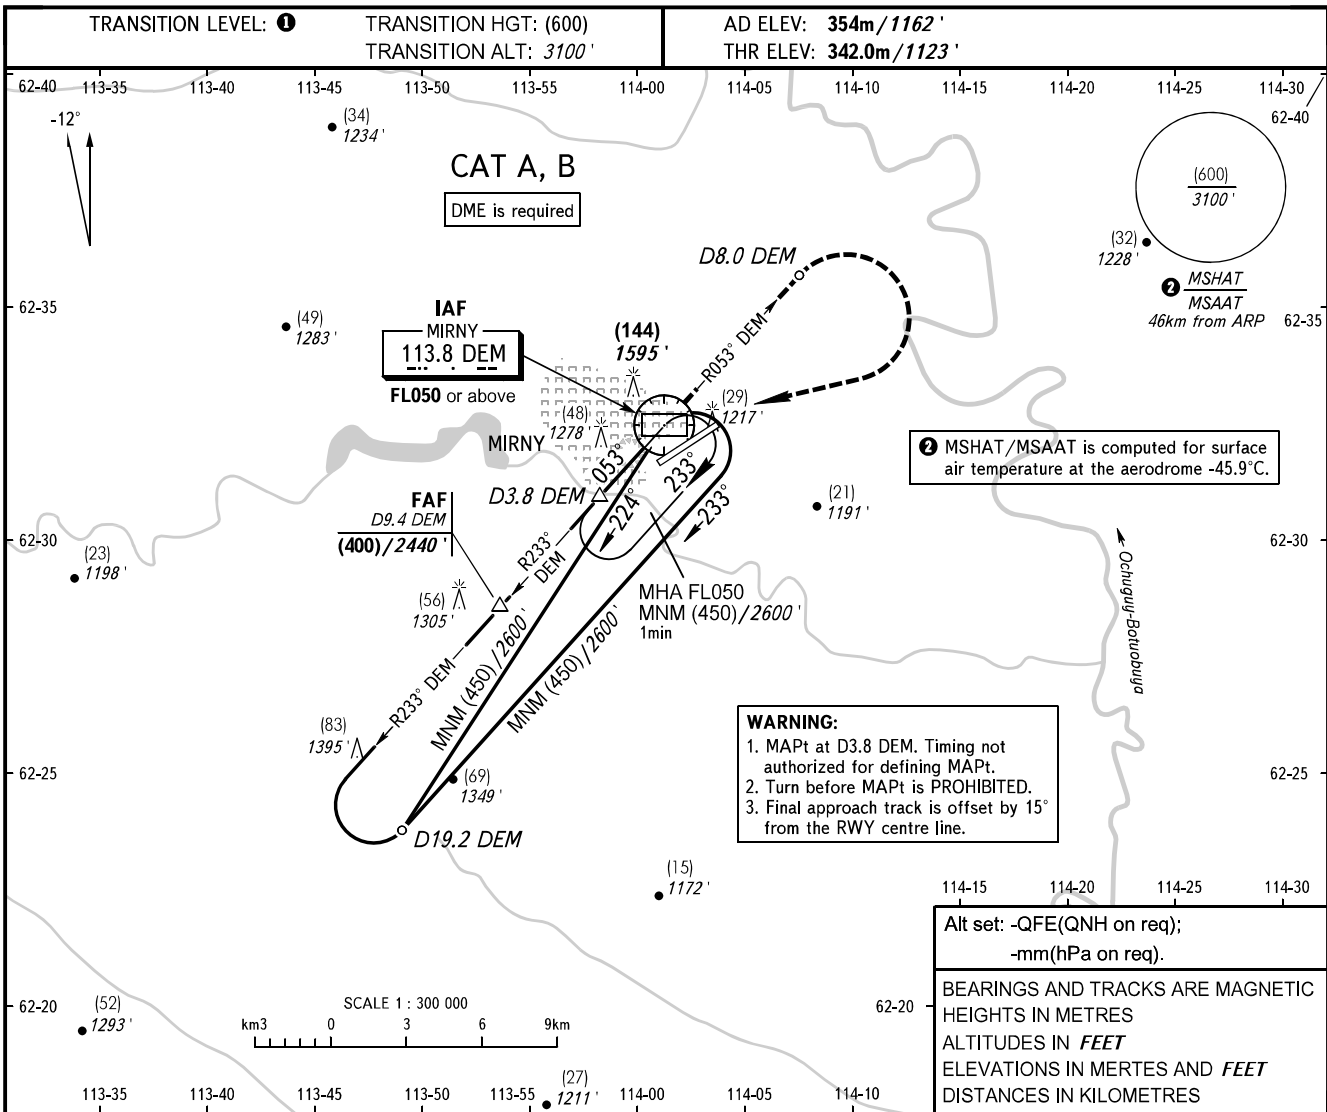 TRANSITION LEVEL: ❶ TRANSITION HGT: (600)
TRANSITION ALT: 3100 '
AD ELEV: 354m/1162 '
THR ELEV: 342.0m/1123 '
62-40 113-35 113-40 113-45 113-50 113-55 114-00 114-05 114-10 114-15 114-20 114-25 114-30
62-40
-12°
(34)
1234 '
CAT A, B
DME is required
(600)
3100 '
(32)
1228 '
❷ MSHAT
MSAAT
46km from ARP
D8.0 DEM
62-35
62-35
(49)
1283 '
IAF
MIRNY
113.8 DEM
FL050 or above
(144)
1595 '
R053° DEM
(29)
1217 '
(48)
1278 '
MIRNY
❷ MSHAT/MSAAT is computed for surface
air temperature at the aerodrome -45.9°C.
053°
224°
233°
233°
D3.8 DEM
FAF
D9.4 DEM
(400)/2440 '
(21)
1191 '
62-30
62-30
(23)
1198 '
R233°
DEM
(56)
1305 '
MHA FL050
MNM (450)/2600 '
1min
Ochuguy-Botuobuya
MNM (450)/2600'
MNM (450)/2600'
R233° DEM
(83)
1395 '
WARNING:
1. MAPt at D3.8 DEM. Timing not
authorized for defining MAPt.
2. Turn before MAPt is PROHIBITED.
3. Final approach track is offset by 15°
from the RWY centre line.
62-25
62-25
(69)
1349 '
D19.2 DEM
(15)
1172 '
114-15 114-20 114-25 114-30
Alt set: -QFE(QNH on req);
-mm(hPa on req).
BEARINGS AND TRACKS ARE MAGNETIC
HEIGHTS IN METRES
ALTITUDES IN FEET
ELEVATIONS IN MERTES AND FEET
DISTANCES IN KILOMETRES
62-20
62-20
(52)
1293 '
SCALE 1 : 300 000
km3 0 3 6 9km
(27)
1211 '
113-35 113-40 113-45 113-50 113-55 114-00 114-05 114-10